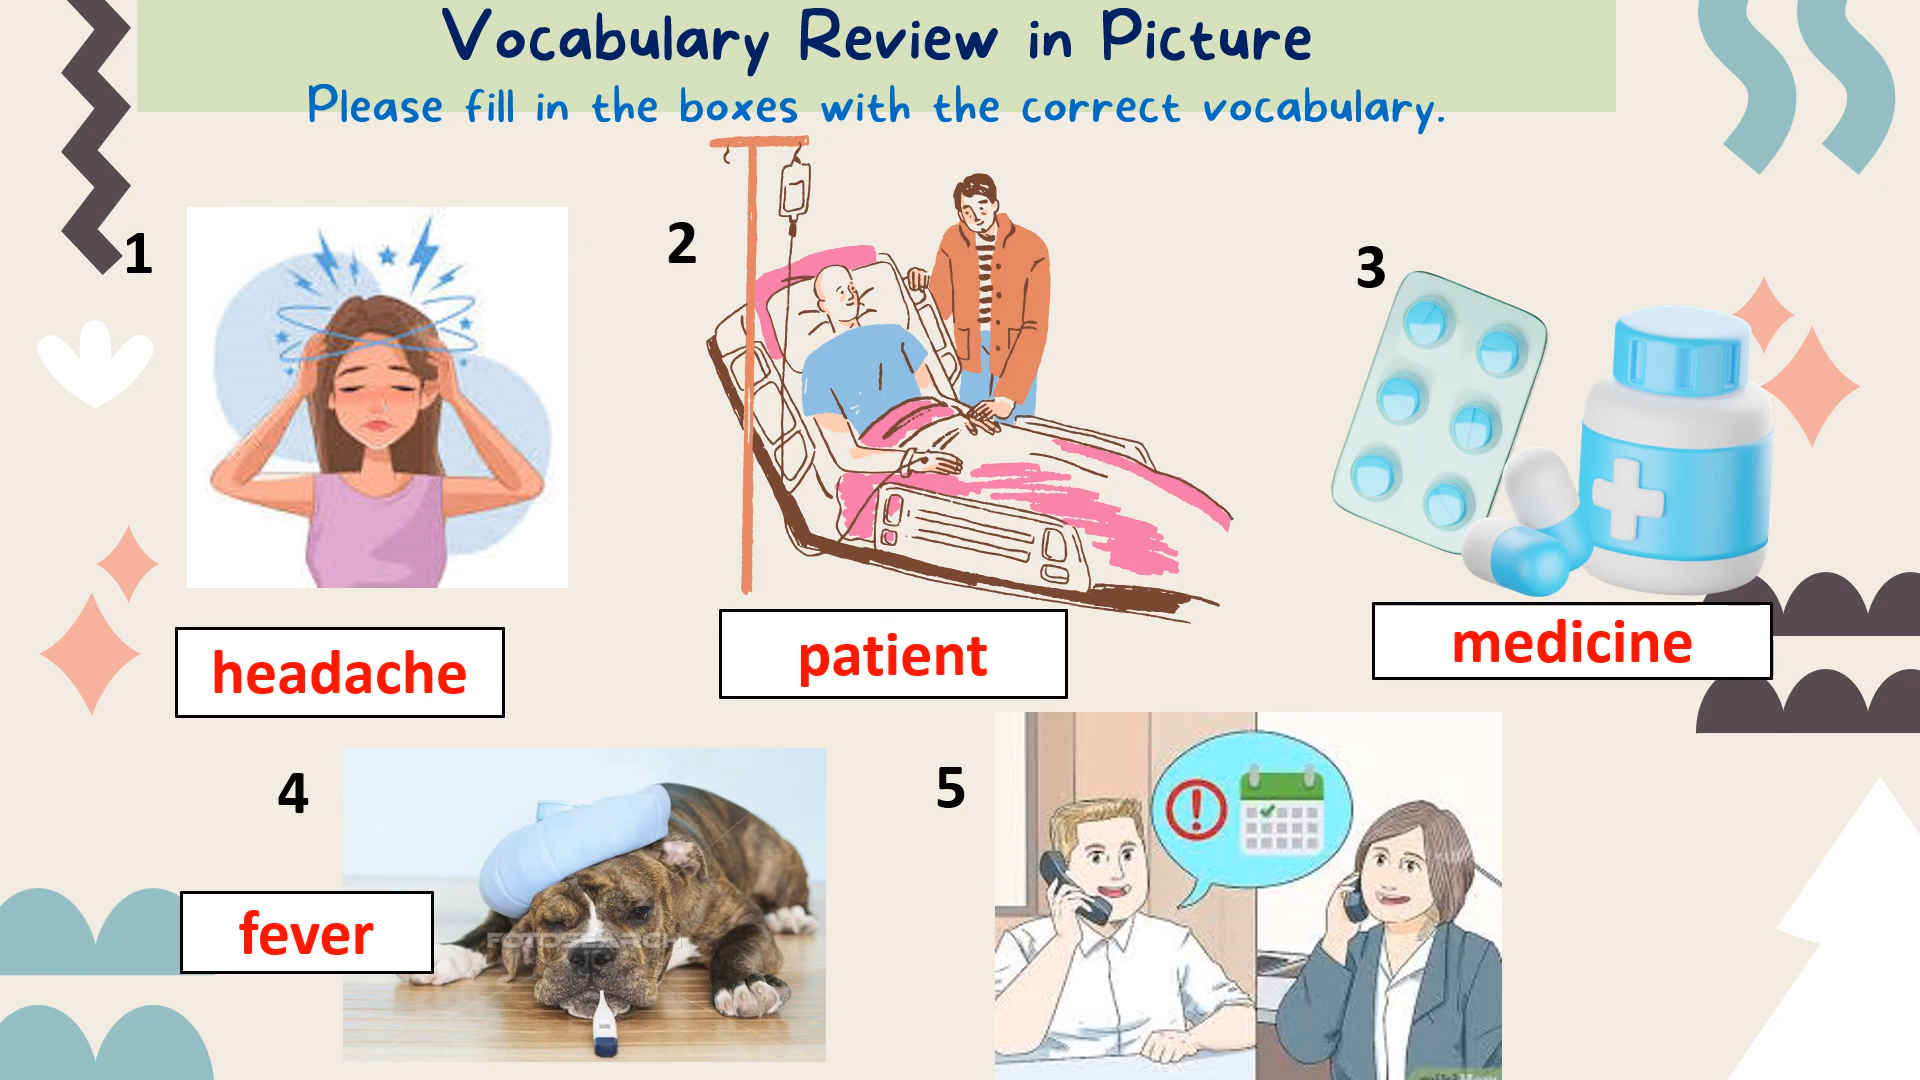 Vocabulary Review in Picture
Please fill in the boxes with the correct vocabulary.
1
2
3
headache
patient
medicine
4
5
fever
FOTOSEARCH